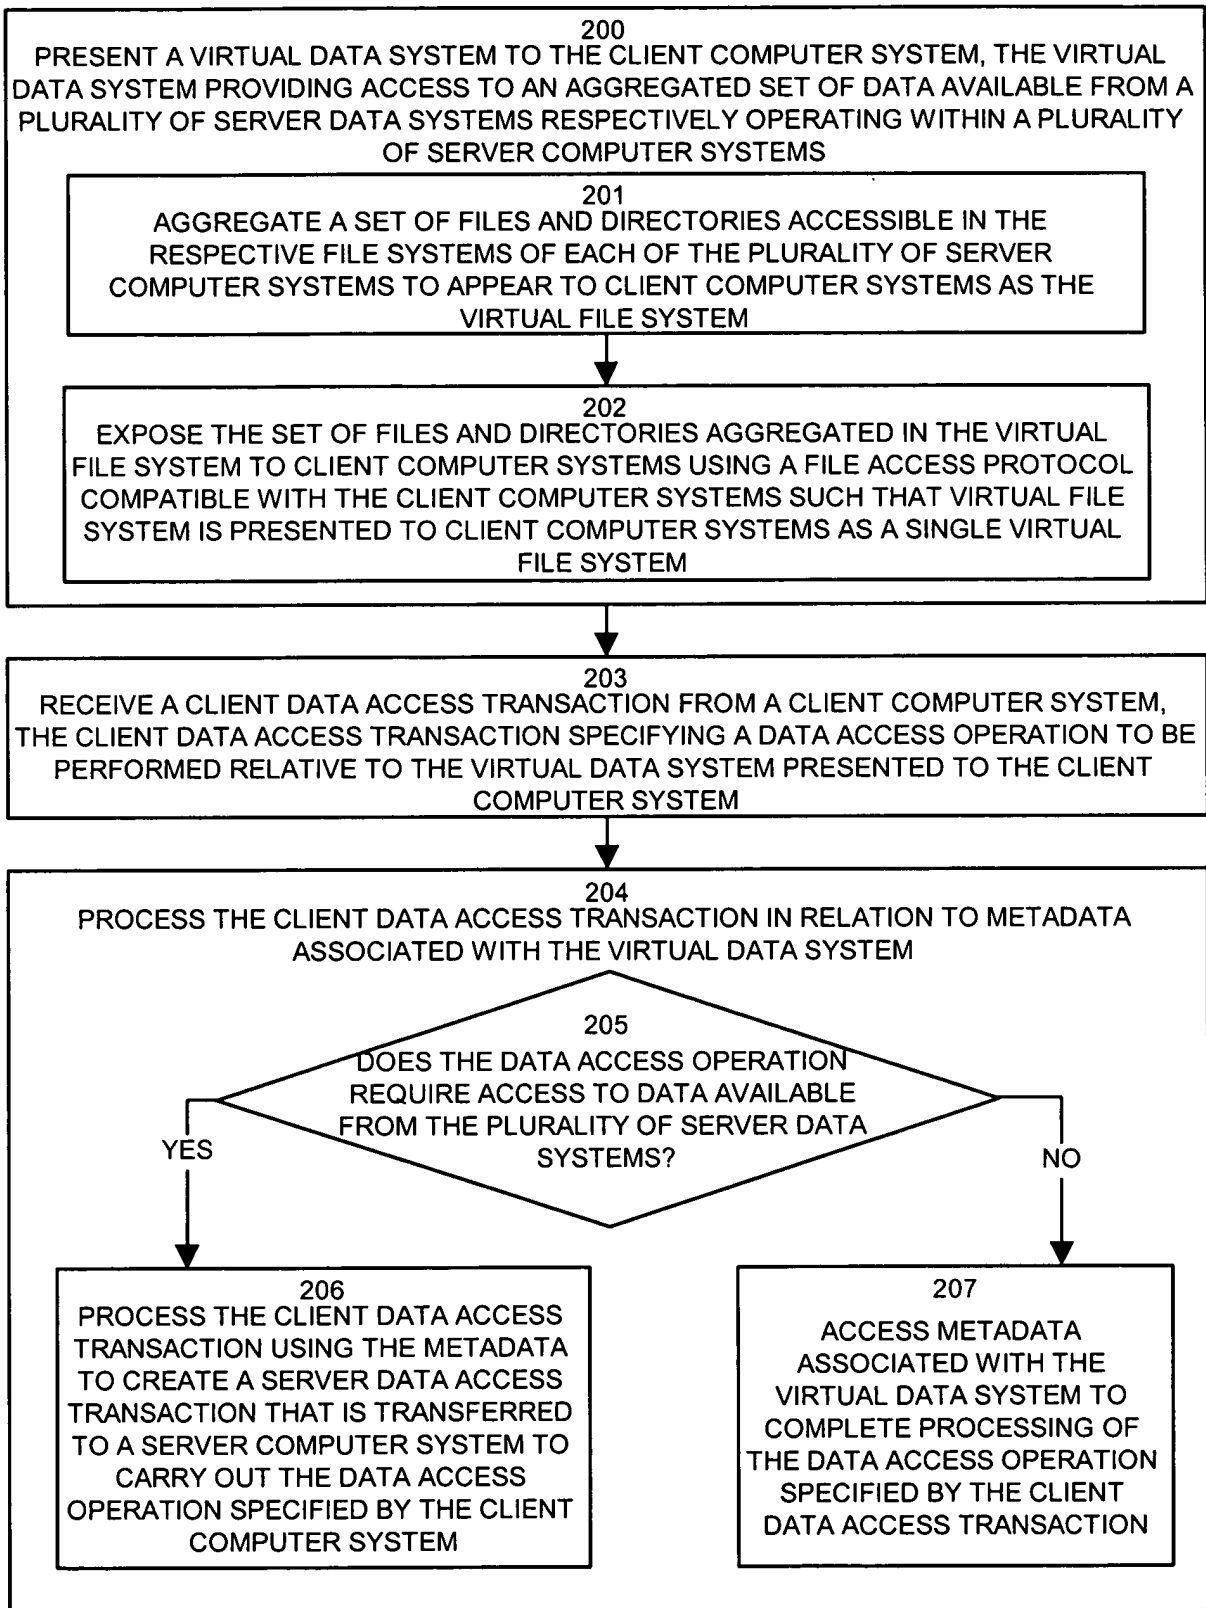 200
PRESENT A VIRTUAL DATA SYSTEM TO THE CLIENT COMPUTER SYSTEM, THE VIRTUAL
DATA SYSTEM PROVIDING ACCESS TO AN AGGREGATED SET OF DATA AVAILABLE FROM A
PLURALITY OF SERVER DATA SYSTEMS RESPECTIVELY OPERATING WITHIN A PLURALITY
OF SERVER COMPUTER SYSTEMS
201
AGGREGATE A SET OF FILES AND DIRECTORIES ACCESSIBLE IN THE
RESPECTIVE FILE SYSTEMS OF EACH OF THE PLURALITY OF SERVER
COMPUTER SYSTEMS TO APPEAR TO CLIENT COMPUTER SYSTEMS AS THE
VIRTUAL FILE SYSTEM
202
EXPOSE THE SET OF FILES AND DIRECTORIES AGGREGATED IN THE VIRTUAL
FILE SYSTEM TO CLIENT COMPUTER SYSTEMS USING A FILE ACCESS PROTOCOL
COMPATIBLE WITH THE CLIENT COMPUTER SYSTEMS SUCH THAT VIRTUAL FILE
SYSTEM IS PRESENTED TO CLIENT COMPUTER SYSTEMS AS A SINGLE VIRTUAL
FILE SYSTEM
203
RECEIVE A CLIENT DATA ACCESS TRANSACTION FROM A CLIENT COMPUTER SYSTEM,
THE CLIENT DATA ACCESS TRANSACTION SPECIFYING A DATA ACCESS OPERATION TO BE
PERFORMED RELATIVE TO THE VIRTUAL DATA SYSTEM PRESENTED TO THE CLIENT
COMPUTER SYSTEM
204
PROCESS THE CLIENT DATA ACCESS TRANSACTION IN RELATION TO METADATA
ASSOCIATED WITH THE VIRTUAL DATA SYSTEM
205
DOES THE DATA ACCESS OPERATION
REQUIRE ACCESS TO DATA AVAILABLE
FROM THE PLURALITY OF SERVER DATA
SYSTEMS?
YES
NO
206
PROCESS THE CLIENT DATA ACCESS
TRANSACTION USING THE METADATA
TO CREATE A SERVER DATA ACCESS
TRANSACTION THAT IS TRANSFERRED
TO A SERVER COMPUTER SYSTEM TO
CARRY OUT THE DATA ACCESS
OPERATION SPECIFIED BY THE CLIENT
COMPUTER SYSTEM
207
ACCESS METADATA
ASSOCIATED WITH THE
VIRTUAL DATA SYSTEM TO
COMPLETE PROCESSING OF
THE DATA ACCESS OPERATION
SPECIFIED BY THE CLIENT
DATA ACCESS TRANSACTION